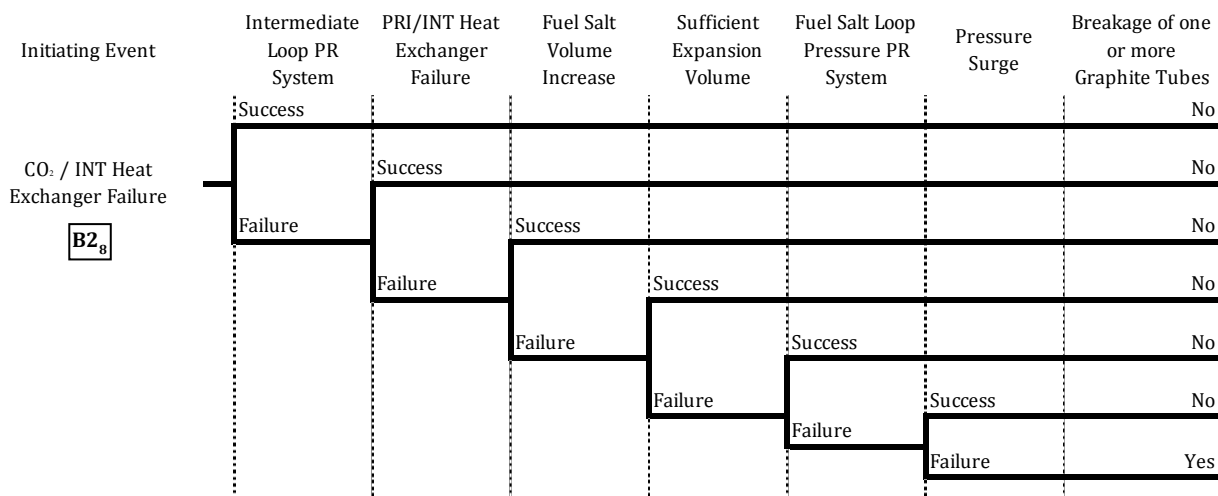 Initiating Event
Intermediate
Loop PR
System
PRI/INT Heat
Exchanger
Failure
Fuel Salt
Volume
Increase
Sufficient
Expansion
Volume
Fuel Salt Loop
Pressure PR
System
Pressure
Surge
Breakage of one
or more
Graphite Tubes
Success
No
CO₂ / INT Heat
Exchanger Failure
B2₈
Success
No
Failure
Success
No
Failure
Success
No
Failure
Success
No
Failure
Success
No
Failure
Failure
Yes